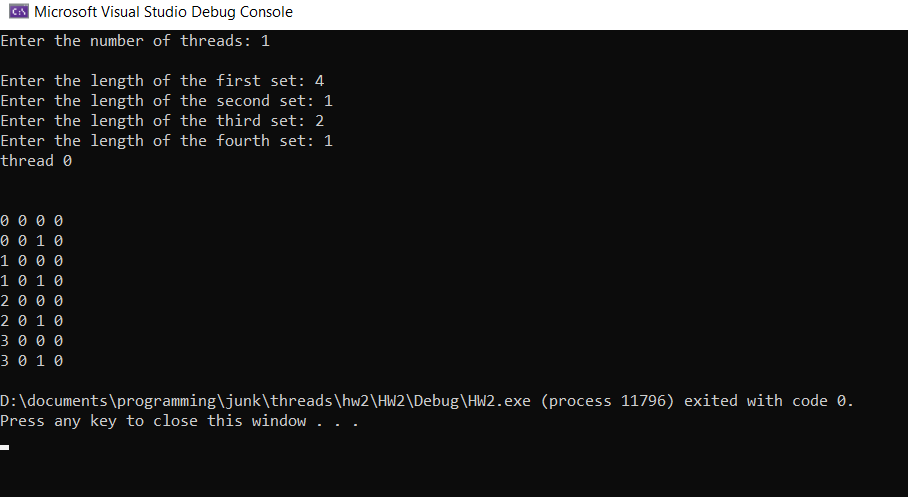 Microsoft Visual Studio Debug Console
Enter the number of threads: 1
Enter the length of the first set: 4
Enter the length of the second set: 1
Enter the length of the third set: 2
Enter the length of the fourth set: 1
thread 0
0 0 0 0
0 0 1 0
1 0 0 0
1 0 1 0
2 0 0 0
2 0 1 0
3 0 0 0
3 0 1 0
D:\documents\programming\junk\threads\hw2\HW2\Debug\HW2.exe (process 11796) exited with code 0.
Press any key to close this window . . .